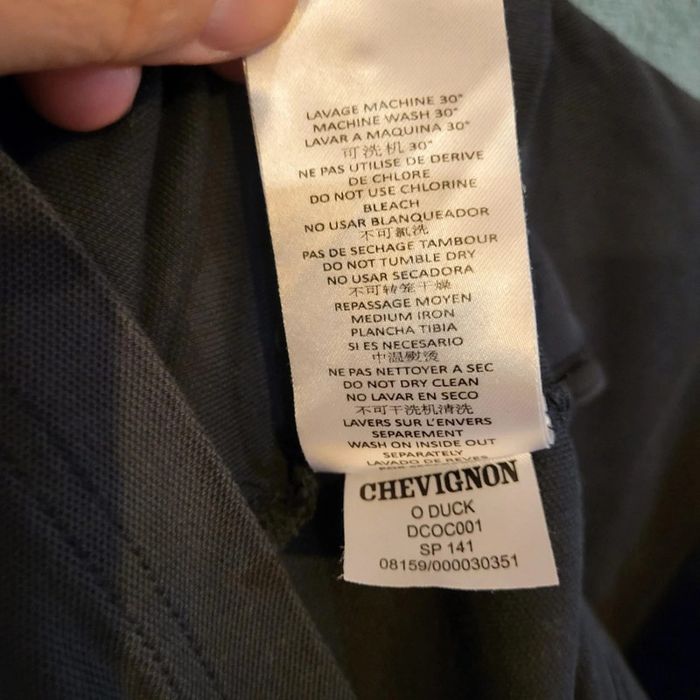 LAVAGE MACHINE 30°
MACHINE WASH 30°
LAVAR A MAQUINA 30°
可洗机 30°
NE PAS UTILISE DE DERIVE
DE CHLORE
DO NOT USE CHLORINE
BLEACH
NO USAR BLANQUEADOR
不可氯洗
PAS DE SECHAGE TAMBOUR
DO NOT TUMBLE DRY
NO USAR SECADORA
不可转笼干燥
REPASSAGE MOYEN
MEDIUM IRON
PLANCHA TIBIA
SI ES NECESARIO
中温熨烫
NE PAS NETTOYER A SEC
DO NOT DRY CLEAN
NO LAVAR EN SECO
不可干洗机清洗
LAVERS SUR L'ENVERS
SEPAREMENT
WASH ON INSIDE OUT
SEPARATELY
LAVADO DE REVES
CHEVIGNON
O DUCK
DCOC001
SP 141
08159/000030351